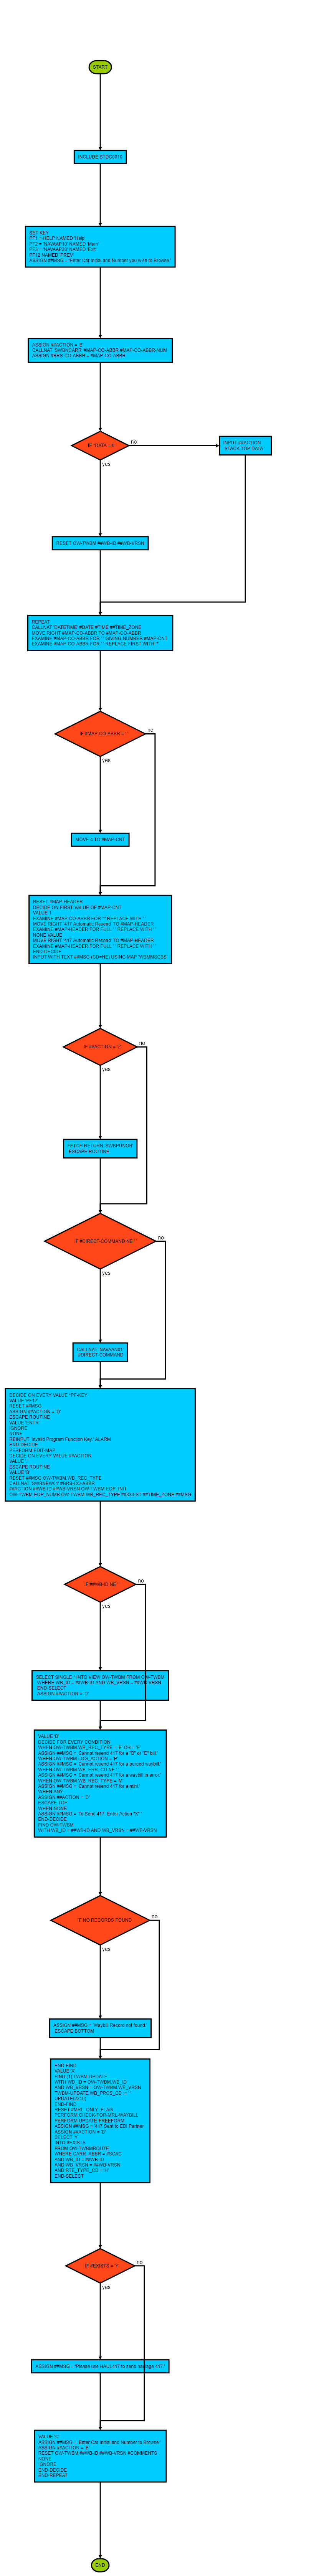 START
INCLUDE STDC0018
SET KEY
PF1 = HELP NAMED 'Help'
PF2 = 'NAVAAP10' NAMED 'Main'
PF3 = 'NAVAAP20' NAMED 'Exit'
PF12 NAMED 'PREV'
ASSIGN ##MSG = 'Enter Car Initial and Number you wish to Browse.'
ASSIGN ##ACTION = 'B'
CALLNAT 'SWBNCARR' #MAP-CO-ABBR #MAP-CO-ABBR-NUM
ASSIGN #BRS-CO-ABBR = #MAP-CO-ABBR
IF *DATA = 0
no
INPUT ##ACTION
STACK TOP DATA ' '
yes
RESET OW-TWBM ##WB-ID ##WB-VRSN
REPEAT
CALLNAT 'DATETIME' #DATE #TIME ##TIME_ZONE
MOVE RIGHT #MAP-CO-ABBR TO #MAP-CO-ABBR
EXAMINE #MAP-CO-ABBR FOR ' ' GIVING NUMBER #MAP-CNT
EXAMINE #MAP-CO-ABBR FOR ' ' REPLACE FIRST WITH '*'
IF #MAP-CO-ABBR = ' '
no
yes
MOVE 4 TO #MAP-CNT
RESET #MAP-HEADER
DECIDE ON FIRST VALUE OF #MAP-CNT
VALUE 1
EXAMINE #MAP-CO-ABBR FOR '*' REPLACE WITH ' '
MOVE RIGHT '417 Automatic Resend' TO #MAP-HEADER
EXAMINE #MAP-HEADER FOR FULL ' ' REPLACE WITH ' '
NONE VALUE
MOVE RIGHT '417 Automatic Resend' TO #MAP-HEADER
EXAMINE #MAP-HEADER FOR FULL ' ' REPLACE WITH ' '
END-DECIDE
INPUT WITH TEXT ##MSG (CD=NE) USING MAP 'WBMWSCB5'
IF ##ACTION = 'Z'
no
yes
FETCH RETURN 'SWBPUNDB'
ESCAPE ROUTINE
IF #DIRECT-COMMAND NE ' '
no
yes
CALLNAT 'NAVAAN01'
#DIRECT-COMMAND
DECIDE ON EVERY VALUE *PF-KEY
VALUE 'PF12'
RESET ##MSG
ASSIGN ##ACTION = 'D'
ESCAPE ROUTINE
VALUE 'ENTR'
IGNORE
NONE
REINPUT 'Invalid Program Function Key.' ALARM
END-DECIDE
PERFORM EDIT-MAP
DECIDE ON EVERY VALUE ##ACTION
VALUE '.'
ESCAPE ROUTINE
VALUE 'B'
RESET ##MSG OW-TWBM.WB_REC_TYPE
CALLNAT 'SWBNBW01' #BRS-CO-ABBR
##ACTION ##WB-ID ##WB-VRSN OW-TWBM.EQP_INIT
OW-TWBM.EQP_NUMB OW-TWBM.WB_REC_TYPE ##GS3-ST ##TIME_ZONE ##MSG
IF ##WB-ID NE ' '
no
yes
SELECT SINGLE * INTO VIEW OW-TWBM FROM OW-TWBM
WHERE WB_ID = ##WB-ID AND WB_VRSN = ##WB-VRSN
END-SELECT
ASSIGN ##ACTION = 'D'
VALUE 'D'
DECIDE FOR EVERY CONDITION
WHEN OW-TWBM.WB_REC_TYPE = 'B' OR = 'E'
ASSIGN ##MSG = 'Cannot resend 417 for a "B" or "E" bill.'
WHEN OW-TWBM.LOG_ACTION = 'P'
ASSIGN ##MSG = 'Cannot resend 417 for a purged waybill.'
WHEN OW-TWBM.WB_ERR_CD NE ' '
ASSIGN ##MSG = 'Cannot resend 417 for a waybill in error.'
WHEN OW-TWBM.WB_REC_TYPE = 'M'
ASSIGN ##MSG = 'Cannot resend 417 for a mini.'
WHEN ANY
ASSIGN ##ACTION = 'D'
ESCAPE TOP
WHEN NONE
ASSIGN ##MSG = 'To Send 417, Enter Action "X" '
END-DECIDE
FIND OW-TWBM
WITH WB_ID = ##WB-ID AND WB_VRSN = ##WB-VRSN
IF NO RECORDS FOUND
no
yes
ASSIGN ##MSG = 'Waybill Record not found.'
ESCAPE BOTTOM
END-FIND
VALUE 'X'
FIND (1) TWBM-UPDATE
WITH WB_ID = OW-TWBM.WB_ID
AND WB_VRSN = OW-TWBM.WB_VRSN
TWBM-UPDATE.WB_PRCS_CD := ' '
UPDATE(2210)
END-FIND
RESET #MRL_ONLY_FLAG
PERFORM CHECK-FOR-MRL-WAYBILL
PERFORM UPDATE-FREEFORM
ASSIGN ##MSG = '417 Sent to EDI Partner'
ASSIGN ##ACTION = 'B'
SELECT 'Y'
INTO #EXISTS
FROM OW-TWBMROUTE
WHERE CARR_ABBR = #SCAC
AND WB_ID = ##WB-ID
AND WB_VRSN = ##WB-VRSN
AND RTE_TYPE_CD = 'H'
END-SELECT
IF #EXISTS = 'Y'
no
yes
ASSIGN ##MSG = 'Please use HAUL417 to send haulage 417.'
VALUE 'C'
ASSIGN ##MSG = 'Enter Car Initial and Number to Browse.'
ASSIGN ##ACTION = 'B'
RESET OW-TWBM ##WB-ID ##WB-VRSN #COMMENTS
NONE
IGNORE
END-DECIDE
END-REPEAT
END